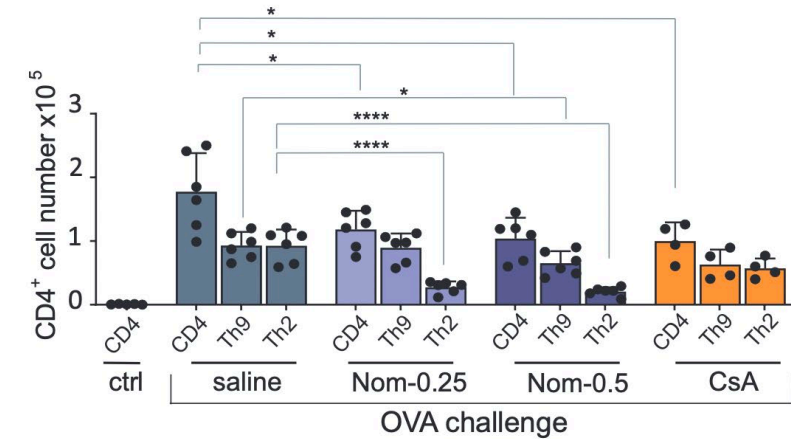 *
*
*
*
****
****
CD4⁺ cell number x10⁵
3
2
1
0
CD4
CD4 Th9 Th2
CD4 Th9 Th2
CD4 Th9 Th2
CD4 Th9 Th2
ctrl saline Nom-0.25 Nom-0.5 CsA
OVA challenge